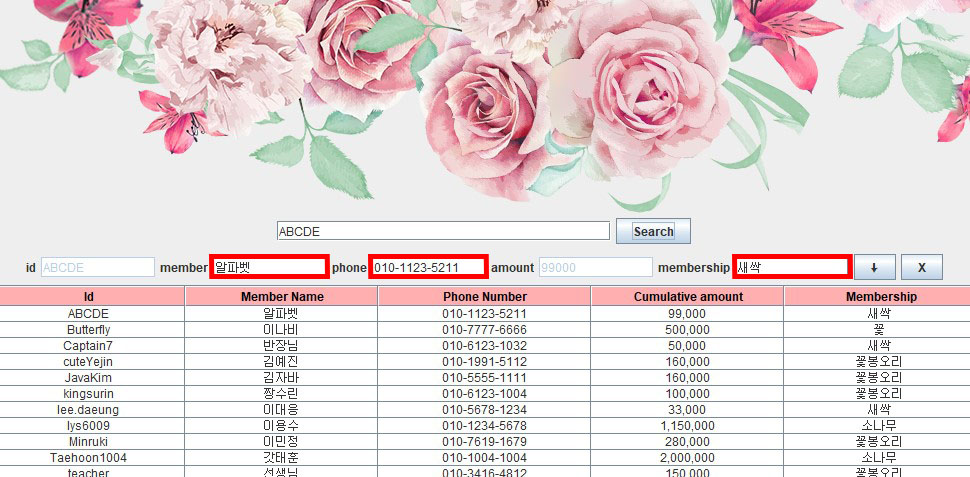 ABCDE Search
id ABCDE member 알파벳 phone 010-1123-5211 amount 99000 membership 새싹 X
Id Member Name Phone Number Cumulative amount Membership
ABCDE 알파벳 010-1123-5211 99,000 새싹
Butterfly 이나비 010-7777-6666 500,000 꽃
Captain7 반장님 010-6123-1032 50,000 새싹
cuteYejin 김예진 010-1991-5112 160,000 꽃봉오리
JavaKim 김자바 010-5555-1111 160,000 꽃봉오리
kingsurin 짱수린 010-6123-1004 100,000 꽃봉오리
lee.daeung 이대웅 010-5678-1234 33,000 새싹
lys6009 이용수 010-1234-5678 1,150,000 소나무
Minruki 이민정 010-7619-1679 280,000 꽃봉오리
Taehoon1004 갓태훈 010-1004-1004 2,000,000 소나무
teacher 선생님 010-3416-4812 150,000 꽃봉오리